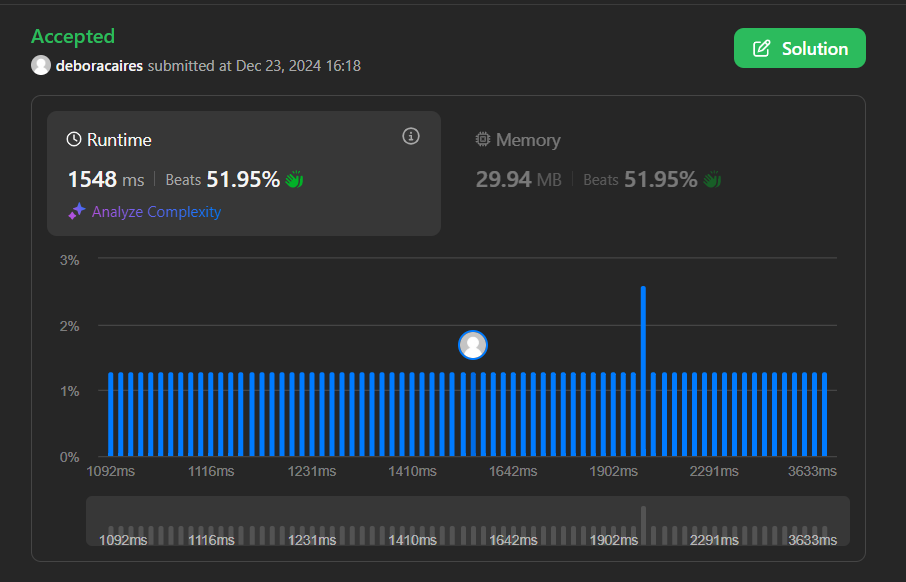 Accepted
Solution
deboracaires submitted at Dec 23, 2024 16:18
Runtime
1548 ms Beats 51.95%
Analyze Complexity
Memory
29.94 MB Beats 51.95%
3%
2%
1%
0%
1092ms 1116ms 1231ms 1410ms 1642ms 1902ms 2291ms 3633ms
1092ms 1116ms 1231ms 1410ms 1642ms 1902ms 2291ms 3633ms